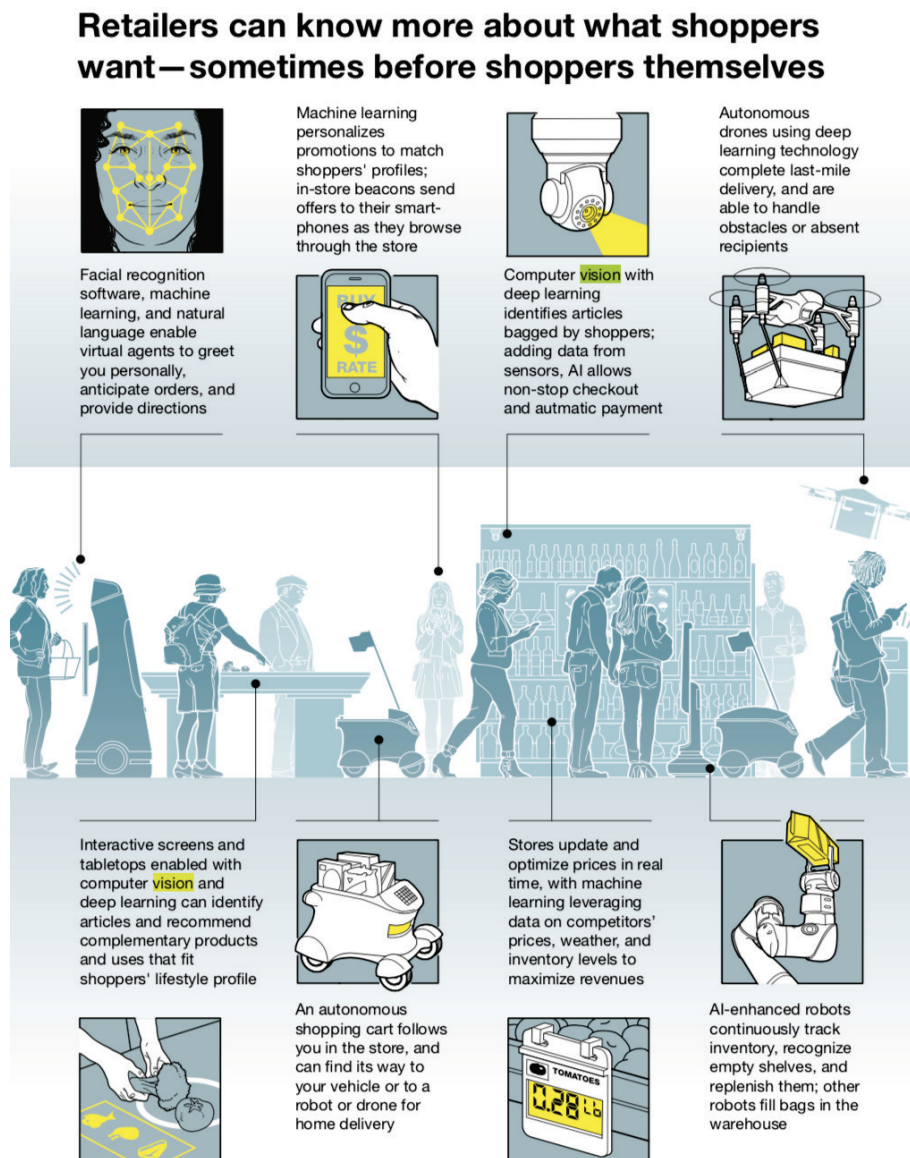 Retailers can know more about what shoppers
want—sometimes before shoppers themselves
Facial recognition
software, machine
learning, and natural
language enable
virtual agents to greet
you personally,
anticipate orders, and
provide directions
Machine learning
personalizes
promotions to match
shoppers' profiles;
in-store beacons send
offers to their smart-
phones as they browse
through the store
BUY
$
RATE
Computer vision with
deep learning
identifies articles
bagged by shoppers;
adding data from
sensors, AI allows
non-stop checkout
and autmatic payment
Autonomous
drones using deep
learning technology
complete last-mile
delivery, and are
able to handle
obstacles or absent
recipients
Interactive screens and
tabletops enabled with
computer vision and
deep learning can identify
articles and recommend
complementary products
and uses that fit
shoppers' lifestyle profile
An autonomous
shopping cart follows
you in the store, and
can find its way to
your vehicle or to a
robot or drone for
home delivery
Stores update and
optimize prices in real
time, with machine
learning leveraging
data on competitors'
prices, weather, and
inventory levels to
maximize revenues
TOMATOES
0.28 Lb
AI-enhanced robots
continuously track
inventory, recognize
empty shelves, and
replenish them; other
robots fill bags in the
warehouse